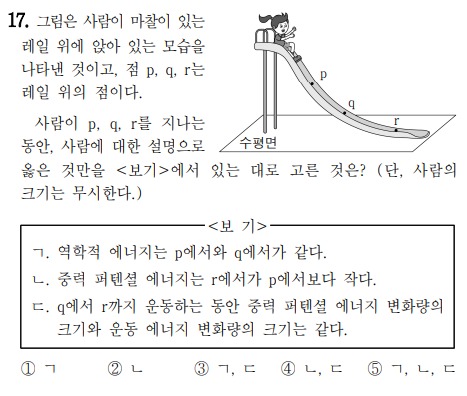 17. 그림은 사람이 마찰이 있는
레일 위에 앉아 있는 모습을
나타낸 것이고, 점 p, q, r는
레일 위의 점이다.
p
q
r
수평면
사람이 p, q, r를 지나는
동안, 사람에 대한 설명으로
옳은 것만을 <보기>에서 있는 대로 고른 것은? (단, 사람의
크기는 무시한다.)
<보 기>
ㄱ. 역학적 에너지는 p에서와 q에서가 같다.
ㄴ. 중력 퍼텐셜 에너지는 r에서가 p에서보다 작다.
ㄷ. q에서 r까지 운동하는 동안 중력 퍼텐셜 에너지 변화량의
크기와 운동 에너지 변화량의 크기는 같다.
① ㄱ ② ㄴ ③ ㄱ, ㄷ ④ ㄴ, ㄷ ⑤ ㄱ, ㄴ, ㄷ